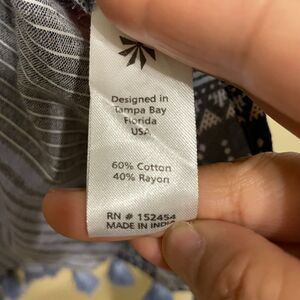 Designed in
Tampa Bay
Florida
USA
60% Cotton
40% Rayon
RN # 152454
MADE IN INDIA